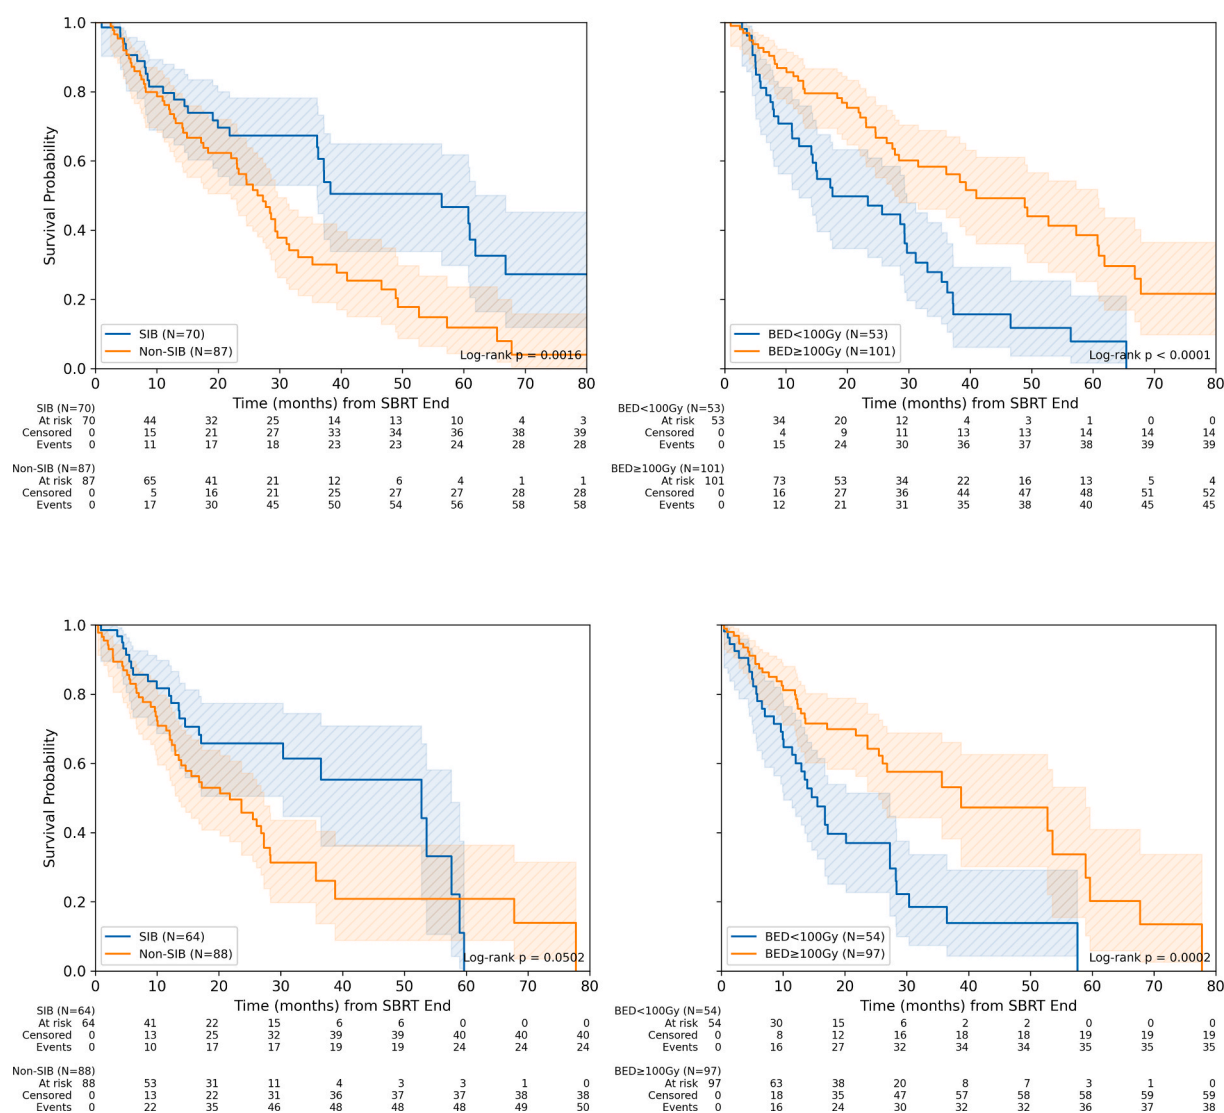 1.0
0.8
0.6
0.4
0.2
0.0
Survival Probability
SIB (N=70)
Non-SIB (N=87)
Log-rank p = 0.0016
0 10 20 30 40 50 60 70 80
Time (months) from SBRT End
SIB (N=70)
At risk 70 44 32 25 14 13 10 4 3
Censored 0 15 21 27 33 34 36 38 39
Events 0 11 17 18 23 23 24 28 28
Non-SIB (N=87)
At risk 87 65 41 21 12 6 4 1 1
Censored 0 5 16 21 25 27 27 28 28
Events 0 17 30 45 50 54 56 58 58
BED<100Gy (N=53)
BED≥100Gy (N=101)
Log-rank p < 0.0001
0 10 20 30 40 50 60 70 80
Time (months) from SBRT End
BED<100Gy (N=53)
At risk 53 34 20 12 4 3 1 0 0
Censored 0 4 9 11 13 13 14 14 14
Events 0 15 24 30 36 37 38 39 39
BED≥100Gy (N=101)
At risk 101 73 53 34 22 16 13 5 4
Censored 0 16 27 36 44 47 48 51 52
Events 0 12 21 31 35 38 40 45 45
1.0
0.8
0.6
0.4
0.2
0.0
Survival Probability
SIB (N=64)
Non-SIB (N=88)
Log-rank p = 0.0502
0 10 20 30 40 50 60 70 80
Time (months) from SBRT End
SIB (N=64)
At risk 64 41 22 15 6 6 0 0 0
Censored 0 13 25 32 39 39 40 40 40
Events 0 10 17 17 19 19 24 24 24
Non-SIB (N=88)
At risk 88 53 31 11 4 3 3 1 0
Censored 0 13 22 31 36 37 37 38 38
Events 0 22 35 46 48 48 48 49 50
BED<100Gy (N=54)
BED≥100Gy (N=97)
Log-rank p = 0.0002
0 10 20 30 40 50 60 70 80
Time (months) from SBRT End
BED<100Gy (N=54)
At risk 54 30 15 6 2 2 0 0 0
Censored 0 8 12 16 18 18 19 19 19
Events 0 16 27 32 34 34 35 35 35
BED≥100Gy (N=97)
At risk 97 63 38 20 8 7 3 1 0
Censored 0 18 35 47 57 58 58 59 59
Events 0 16 24 30 32 32 36 37 38